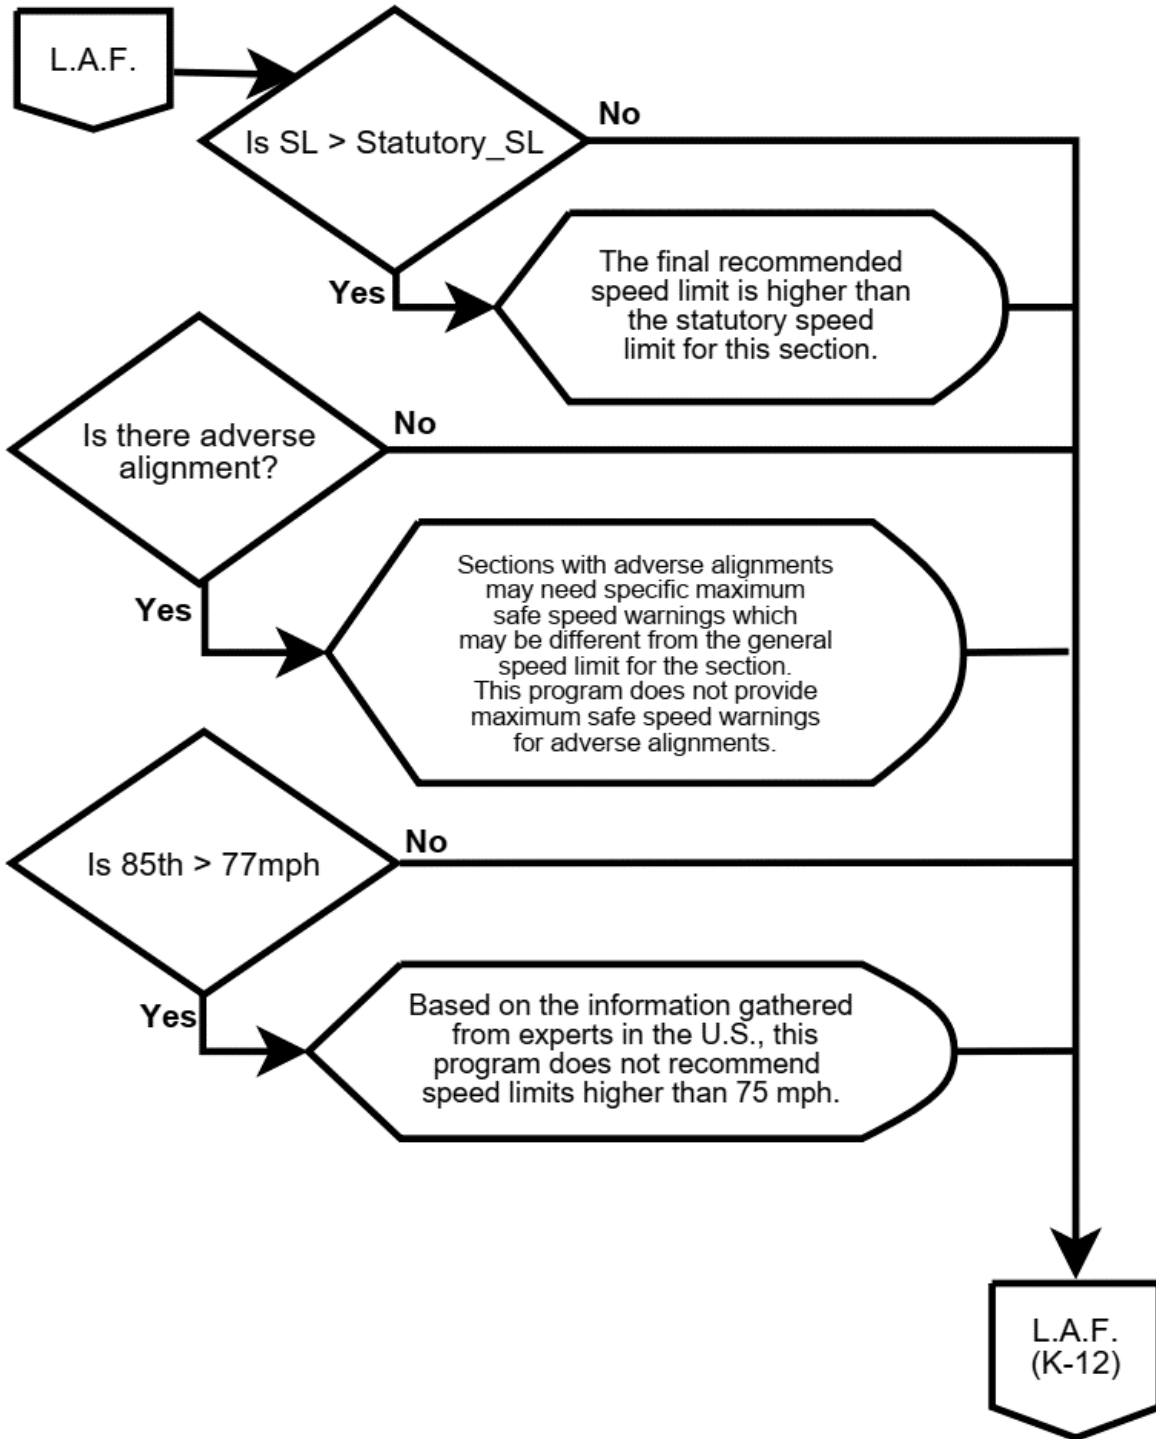 L.A.F.
Is SL > Statutory_SL
No
Yes
The final recommended
speed limit is higher than
the statutory speed
limit for this section.
Is there adverse
alignment?
No
Yes
Sections with adverse alignments
may need specific maximum
safe speed warnings which
may be different from the general
speed limit for the section.
This program does not provide
maximum safe speed warnings
for adverse alignments.
Is 85th > 77mph
No
Yes
Based on the information gathered
from experts in the U.S., this
program does not recommend
speed limits higher than 75 mph.
L.A.F.
(K-12)